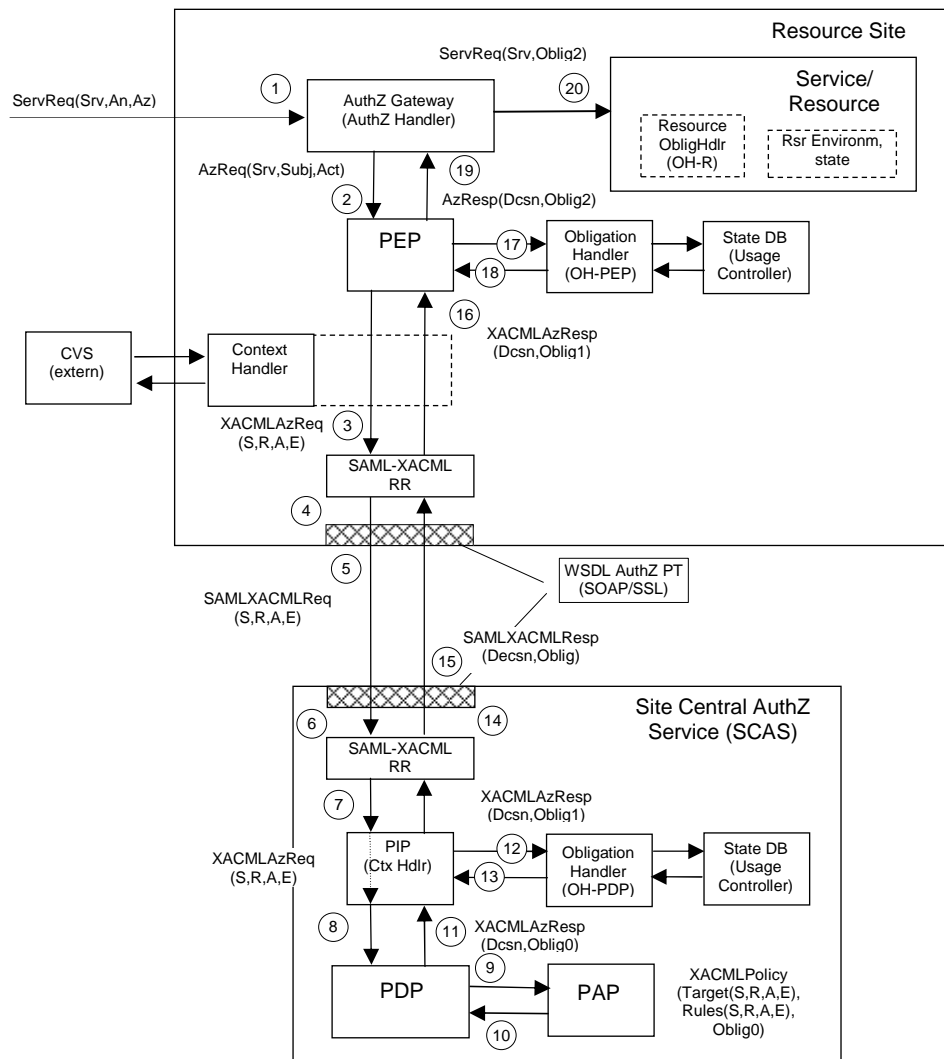 Resource Site
ServReq(Srv,Oblig2)
1
20
ServReq(Srv,An,Az)
AuthZ Gateway
(AuthZ Handler)
Service/
Resource
Resource
ObligHdlr
(OH-R)
Rsr Environm,
state
AzReq(Srv,Subj,Act)
19
2
AzResp(Dcsn,Oblig2)
PEP
17
18
Obligation
Handler
(OH-PEP)
State DB
(Usage
Controller)
16
XACMLAzResp
(Dcsn,Oblig1)
CVS
(extern)
Context
Handler
XACMLAzReq
(S,R,A,E)
3
SAML-XACML
RR
4
5
WSDL AuthZ PT
(SOAP/SSL)
SAMLXACMLReq
(S,R,A,E)
SAMLXACMLResp
(Decsn,Oblig)
15
6
14
Site Central AuthZ
Service (SCAS)
SAML-XACML
RR
7
XACMLAzResp
(Dcsn,Oblig1)
XACMLAzReq
(S,R,A,E)
PIP
(Ctx Hdlr)
12
13
Obligation
Handler
(OH-PDP)
State DB
(Usage
Controller)
8
11
XACMLAzResp
(Dcsn,Oblig0)
9
PDP
PAP
10
XACMLPolicy
(Target(S,R,A,E),
Rules(S,R,A,E),
Oblig0)